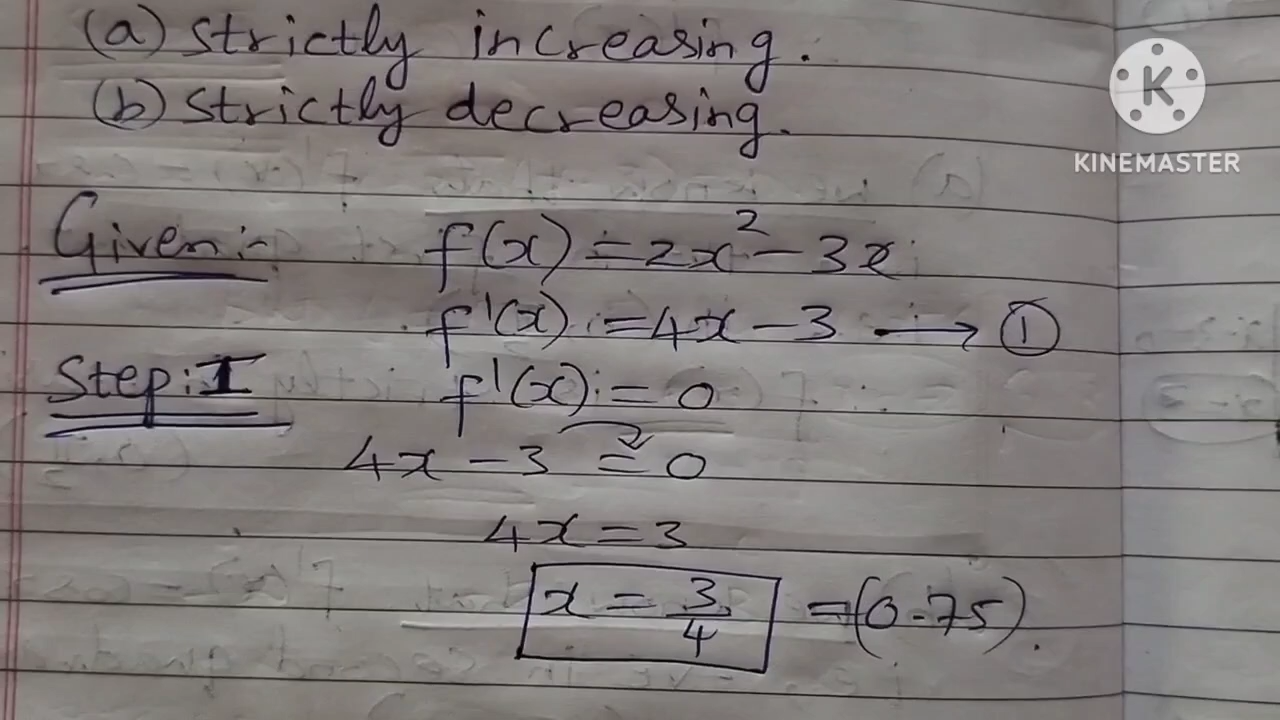 (a) strictly increasing.
(b) strictly decreasing.
K
KINEMASTER
Given:- f(x) = 2x² - 3x
f'(x) = 4x - 3 → ①
Step: I f'(x) = 0
4x - 3 = 0
4x = 3
x = 3/4 = (0.75).